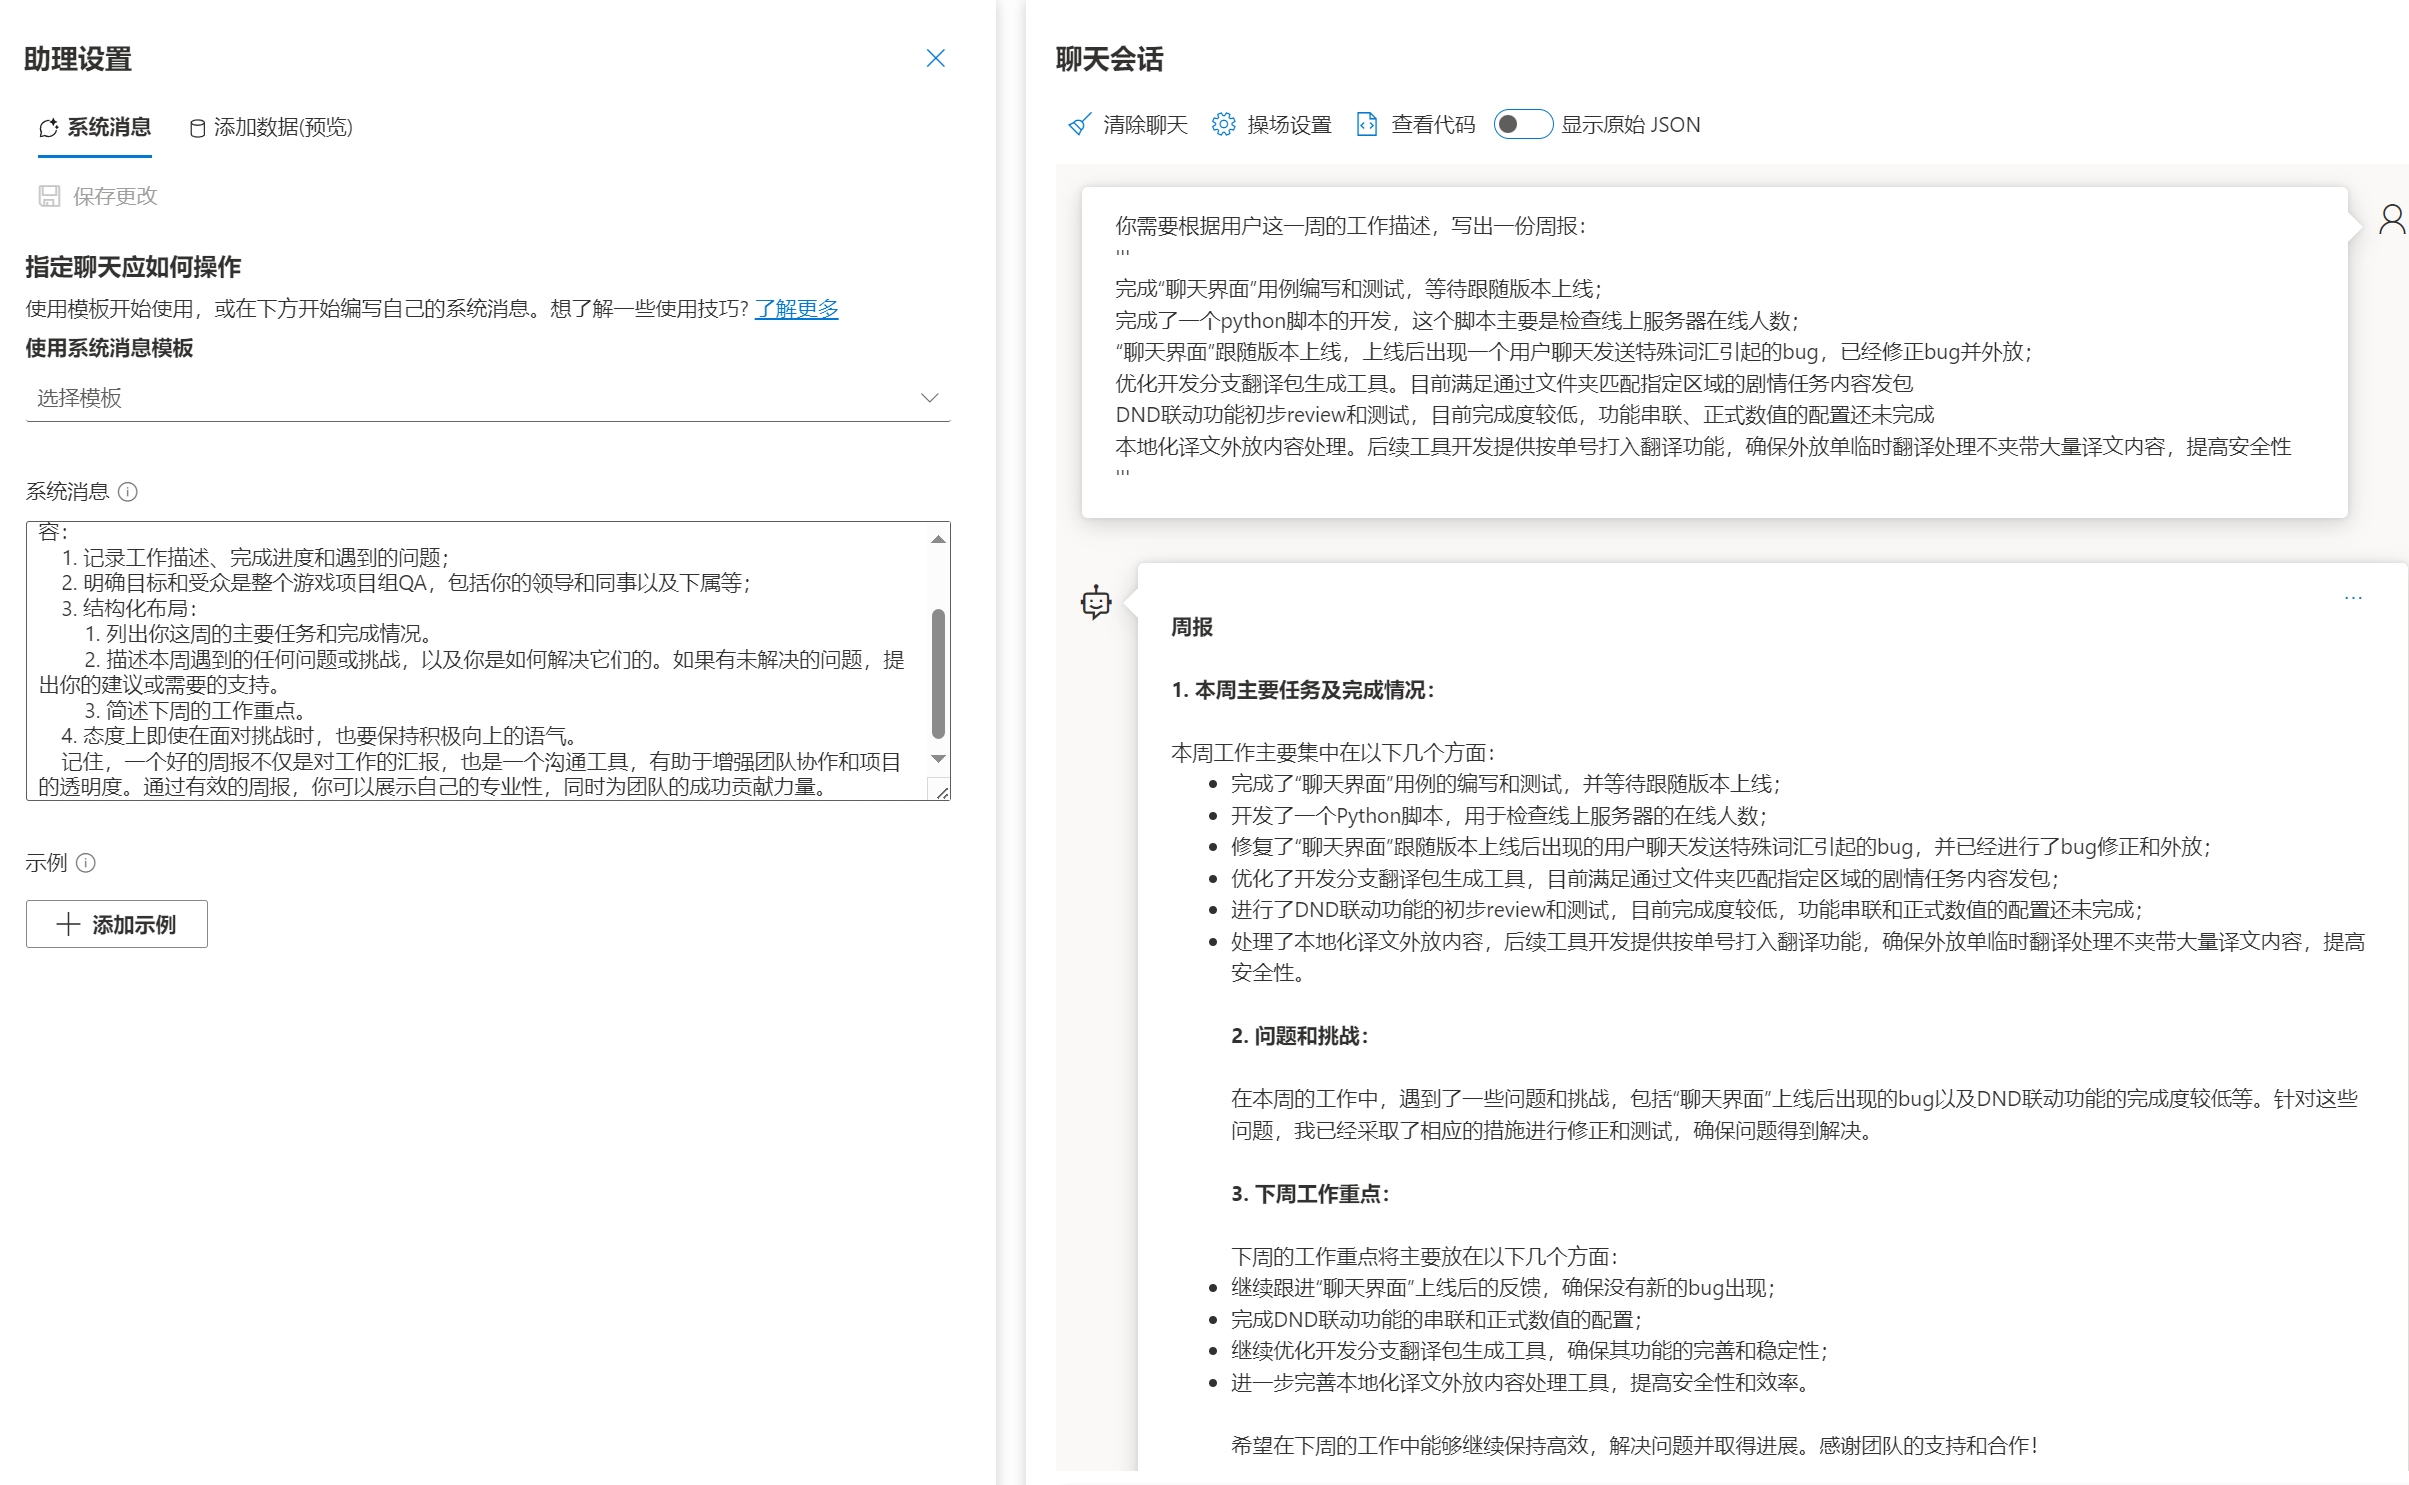 助理设置
系统消息
添加数据(预览)
保存更改
指定聊天应如何操作
使用模板开始使用，或在下方开始编写自己的系统消息。想了解一些使用技巧? 了解更多
使用系统消息模板
选择模板
系统消息
容：
1. 记录工作描述、完成进度和遇到的问题；
2. 明确目标和受众是整个游戏项目组QA，包括你的领导和同事以及下属等；
3. 结构化布局：
1. 列出你这周的主要任务和完成情况。
2. 描述本周遇到的任何问题或挑战，以及你是如何解决它们的。如果有未解决的问题，提
出你的建议或需要的支持。
3. 简述下周的工作重点。
4. 态度上即使在面对挑战时，也要保持积极向上的语气。
记住，一个好的周报不仅是对工作的汇报，也是一个沟通工具，有助于增强团队协作和项目
的透明度。通过有效的周报，你可以展示自己的专业性，同时为团队的成功贡献力量。
示例
添加示例
聊天会话
清除聊天
操场设置
查看代码
显示原始 JSON
你需要根据用户这一周的工作描述，写出一份周报：
'''
完成“聊天界面”用例编写和测试，等待跟随版本上线；
完成了一个python脚本的开发，这个脚本主要是检查线上服务器在线人数；
“聊天界面”跟随版本上线，上线后出现一个用户聊天发送特殊词汇引起的bug，已经修正bug并外放；
优化开发分支翻译包生成工具。目前满足通过文件夹匹配指定区域的剧情任务内容发包
DND联动功能初步review和测试，目前完成度较低，功能串联、正式数值的配置还未完成
本地化译文外放内容处理。后续工具开发提供按单号打入翻译功能，确保外放单临时翻译处理不夹带大量译文内容，提高安全性
'''
...
周报
1. 本周主要任务及完成情况：
本周工作主要集中在以下几个方面：
• 完成了“聊天界面”用例的编写和测试，并等待跟随版本上线；
• 开发了一个Python脚本，用于检查线上服务器的在线人数；
• 修复了“聊天界面”跟随版本上线后出现的用户聊天发送特殊词汇引起的bug，并已经进行了bug修正和外放；
• 优化了开发分支翻译包生成工具，目前满足通过文件夹匹配指定区域的剧情任务内容发包；
• 进行了DND联动功能的初步review和测试，目前完成度较低，功能串联和正式数值的配置还未完成；
• 处理了本地化译文外放内容，后续工具开发提供按单号打入翻译功能，确保外放单临时翻译处理不夹带大量译文内容，提高
安全性。
2. 问题和挑战：
在本周的工作中，遇到了一些问题和挑战，包括“聊天界面”上线后出现的bug以及DND联动功能的完成度较低等。针对这些
问题，我已经采取了相应的措施进行修正和测试，确保问题得到解决。
3. 下周工作重点：
下周的工作重点将主要放在以下几个方面：
• 继续跟进“聊天界面”上线后的反馈，确保没有新的bug出现；
• 完成DND联动功能的串联和正式数值的配置；
• 继续优化开发分支翻译包生成工具，确保其功能的完善和稳定性；
• 进一步完善本地化译文外放内容处理工具，提高安全性和效率。
希望在下周的工作中能够继续保持高效，解决问题并取得进展。感谢团队的支持和合作！